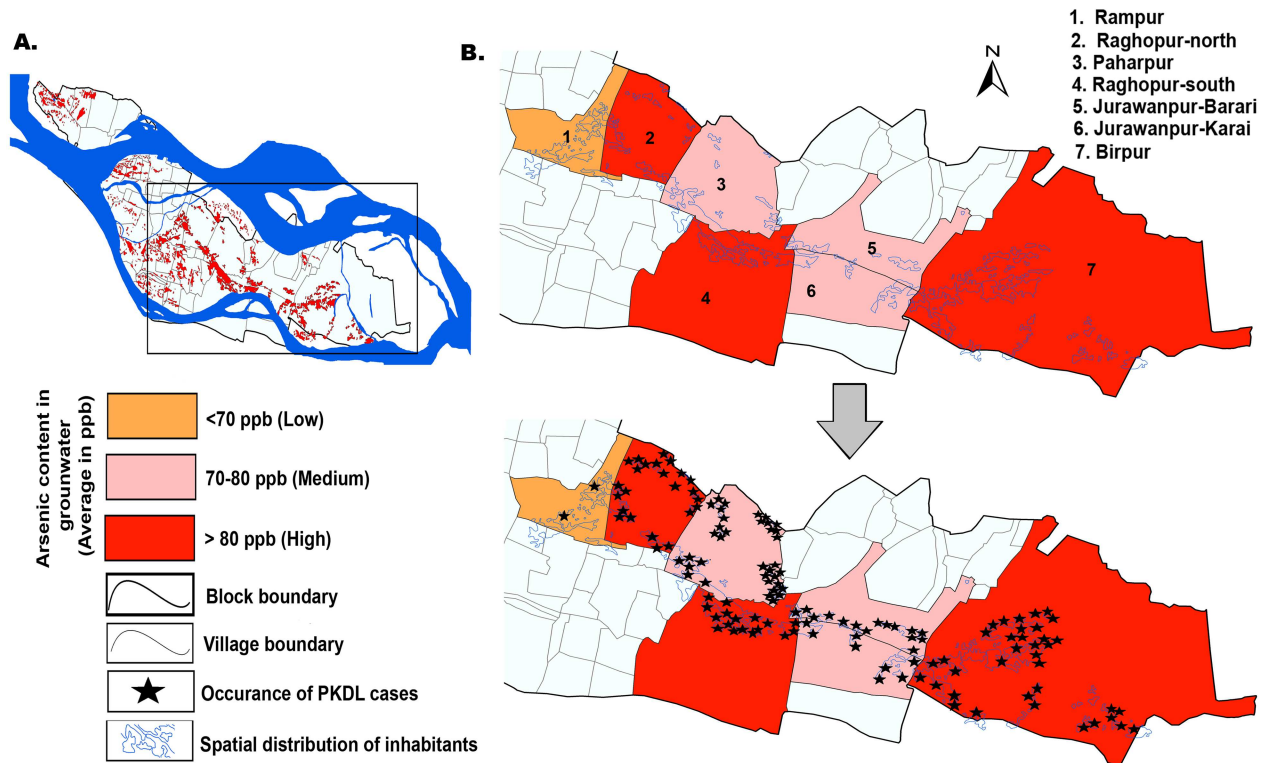 A.
B.
N
1. Rampur
2. Raghopur-north
3. Paharpur
4. Raghopur-south
5. Jurawanpur-Barari
6. Jurawanpur-Karai
7. Birpur
1
2
3
4
5
6
7
Arsenic content in
grounwater
(Average in ppb)
<70 ppb (Low)
70-80 ppb (Medium)
> 80 ppb (High)
Block boundary
Village boundary
Occurance of PKDL cases
Spatial distribution of inhabitants